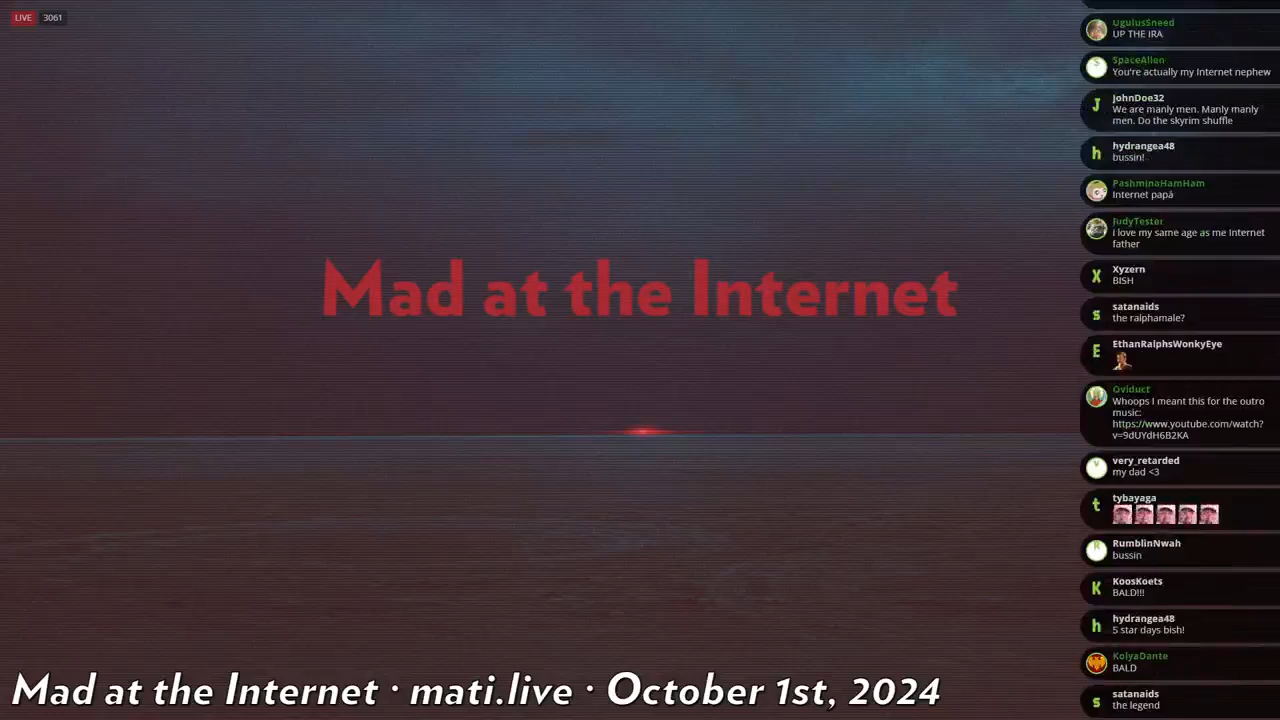 LIVE 3061
Mad at the Internet
UgulusSneed
UP THE IRA
SpaceAlien
You're actually my Internet nephew
JohnDoe32
We are manly men. Manly manly
men. Do the skyrim shuffle
hydrangea48
bussin!
PashminaHamHam
Internet papá
JudyTester
i love my same age as me Internet
father
Xyzern
BISH
satanaids
the ralphamale?
EthanRalphsWonkyEye
Oviduct
Whoops I meant this for the outro
music:
https://www.youtube.com/watch?
v=9dUYdH6B2KA
very_retarded
my dad <3
tybayaga
RumblinNwah
bussin
KoosKoets
BALD!!!
hydrangea48
5 star days bish!
KolyaDante
BALD
satanaids
the legend
Mad at the Internet · mati.live · October 1st, 2024